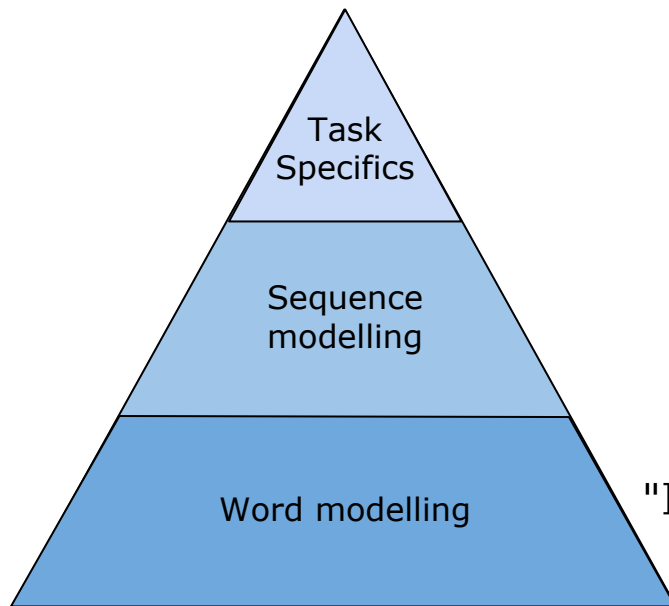 Task
Specifics
Sequence
modelling
Word modelling